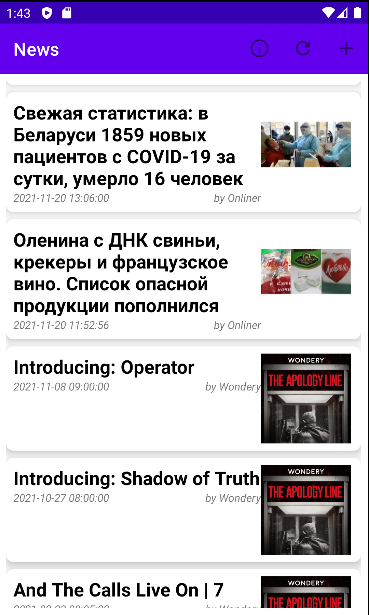 1:43
News
Свежая статистика: в
Беларуси 1859 новых
пациентов с COVID-19 за
сутки, умерло 16 человек
2021-11-20 13:06:00 by Onliner
Оленина с ДНК свиньи,
крекеры и французское
вино. Список опасной
продукции пополнился
2021-11-20 11:52:56 by Onliner
Introducing: Operator
2021-11-08 09:00:00 by Wondery
WONDERY
THE APOLOGY LINE
Introducing: Shadow of Truth
2021-10-27 08:00:00 by Wondery
WONDERY
THE APOLOGY LINE
And The Calls Live On | 7
by Wondery
WONDERY
THE APOLOGY LINE